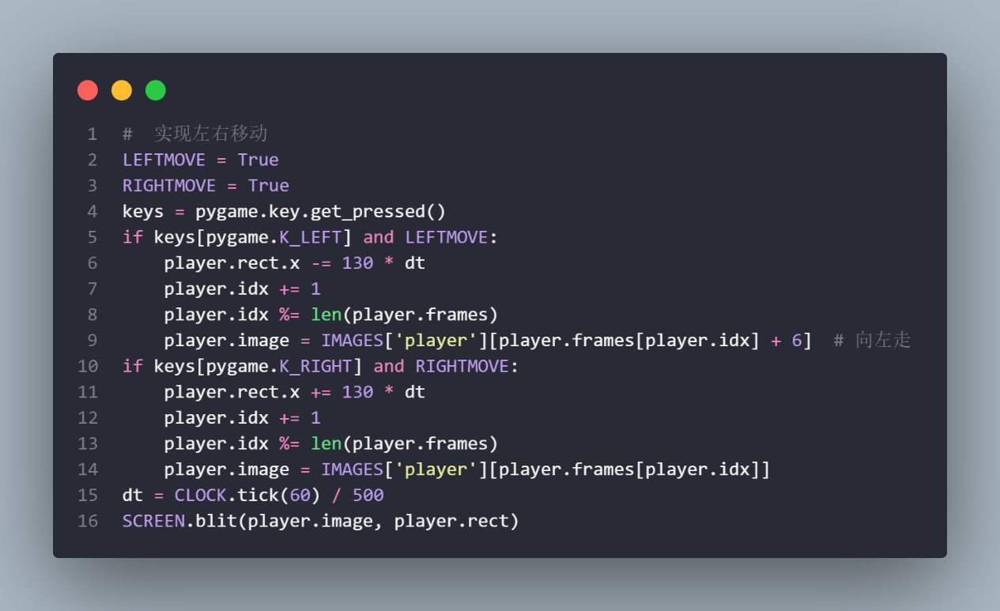 1 #  实现左右移动
2 LEFTMOVE = True
3 RIGHTMOVE = True
4 keys = pygame.key.get_pressed()
5 if keys[pygame.K_LEFT] and LEFTMOVE:
6     player.rect.x -= 130 * dt
7     player.idx += 1
8     player.idx %= len(player.frames)
9     player.image = IMAGES['player'][player.frames[player.idx] + 6]  # 向左走
10 if keys[pygame.K_RIGHT] and RIGHTMOVE:
11     player.rect.x += 130 * dt
12     player.idx += 1
13     player.idx %= len(player.frames)
14     player.image = IMAGES['player'][player.frames[player.idx]]
15 dt = CLOCK.tick(60) / 500
16 SCREEN.blit(player.image, player.rect)